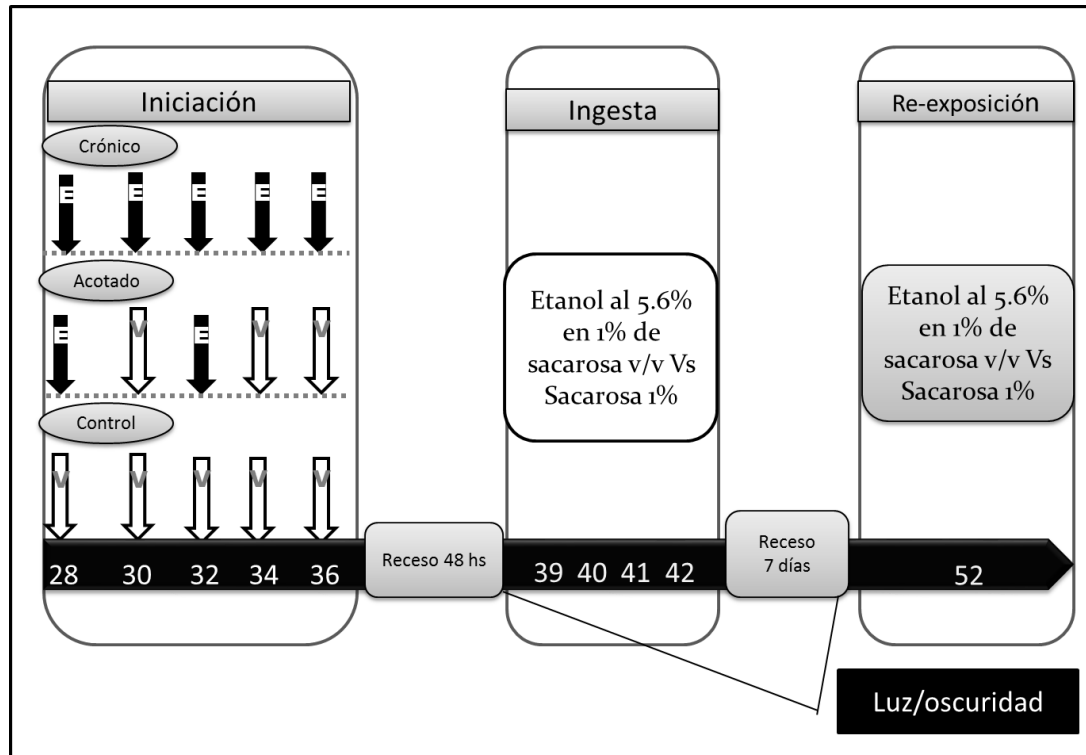 Iniciación
Crónico
E E E E E
Acotado
E V E V V
Control
V V V V V
Ingesta
Etanol al 5.6%
en 1% de
sacarosa v/v Vs
Sacarosa 1%
Re-exposición
Etanol al 5.6%
en 1% de
sacarosa v/v Vs
Sacarosa 1%
28 30 32 34 36
Receso 48 hs
39 40 41 42
Receso
7 días
52
Luz/oscuridad